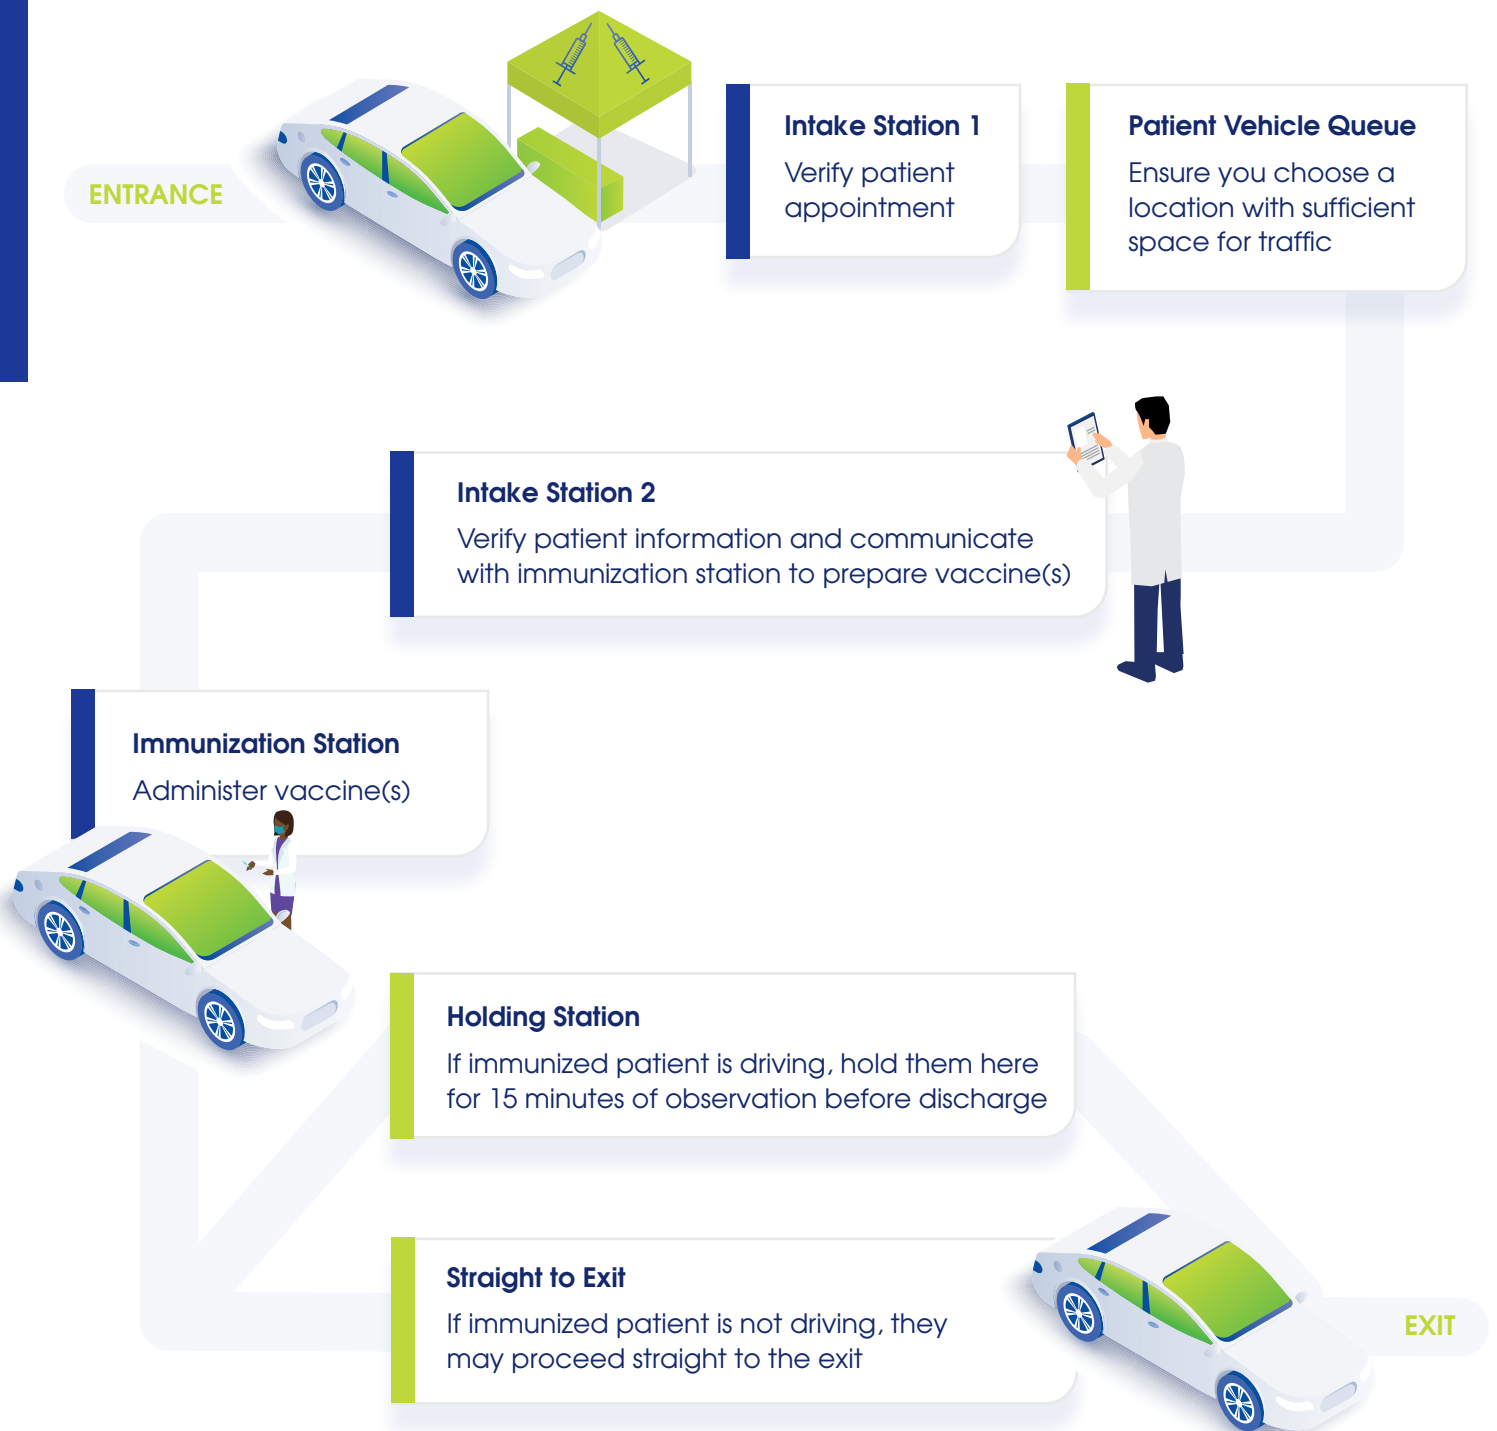 ENTRANCE
Intake Station 1
Verify patient
appointment
Patient Vehicle Queue
Ensure you choose a
location with sufficient
space for traffic
Intake Station 2
Verify patient information and communicate
with immunization station to prepare vaccine(s)
Immunization Station
Administer vaccine(s)
Holding Station
If immunized patient is driving, hold them here
for 15 minutes of observation before discharge
Straight to Exit
If immunized patient is not driving, they
may proceed straight to the exit
EXIT